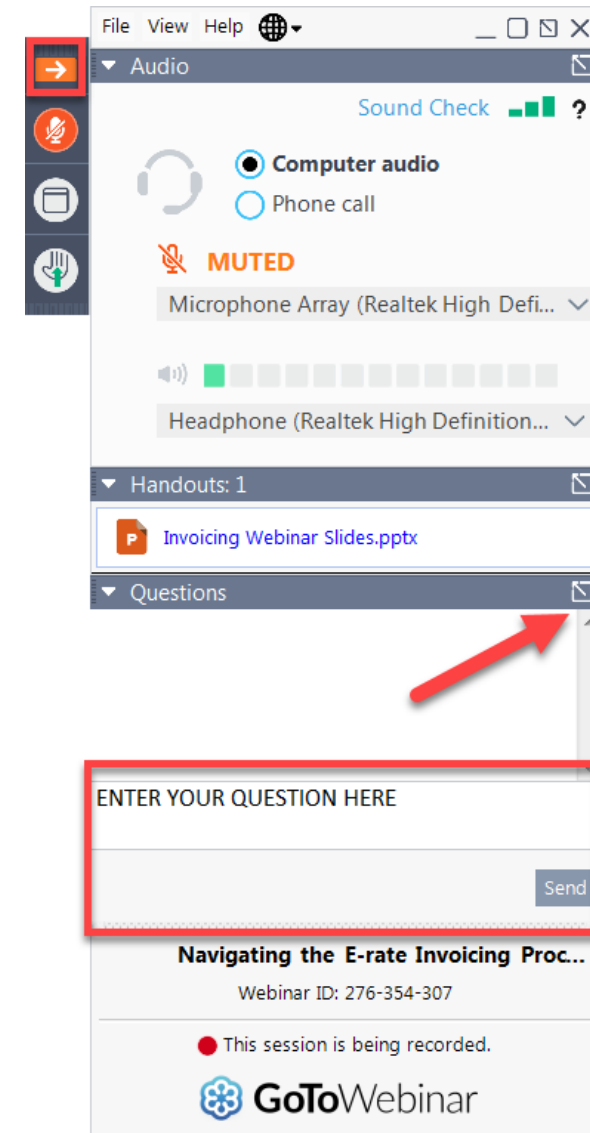 File View Help
Audio
Sound Check ?
Computer audio
Phone call
MUTED
Microphone Array (Realtek High Defi...
Headphone (Realtek High Definition...
Handouts: 1
P Invoicing Webinar Slides.pptx
Questions
ENTER YOUR QUESTION HERE
Send
Navigating the E-rate Invoicing Proc...
Webinar ID: 276-354-307
This session is being recorded.
GoToWebinar